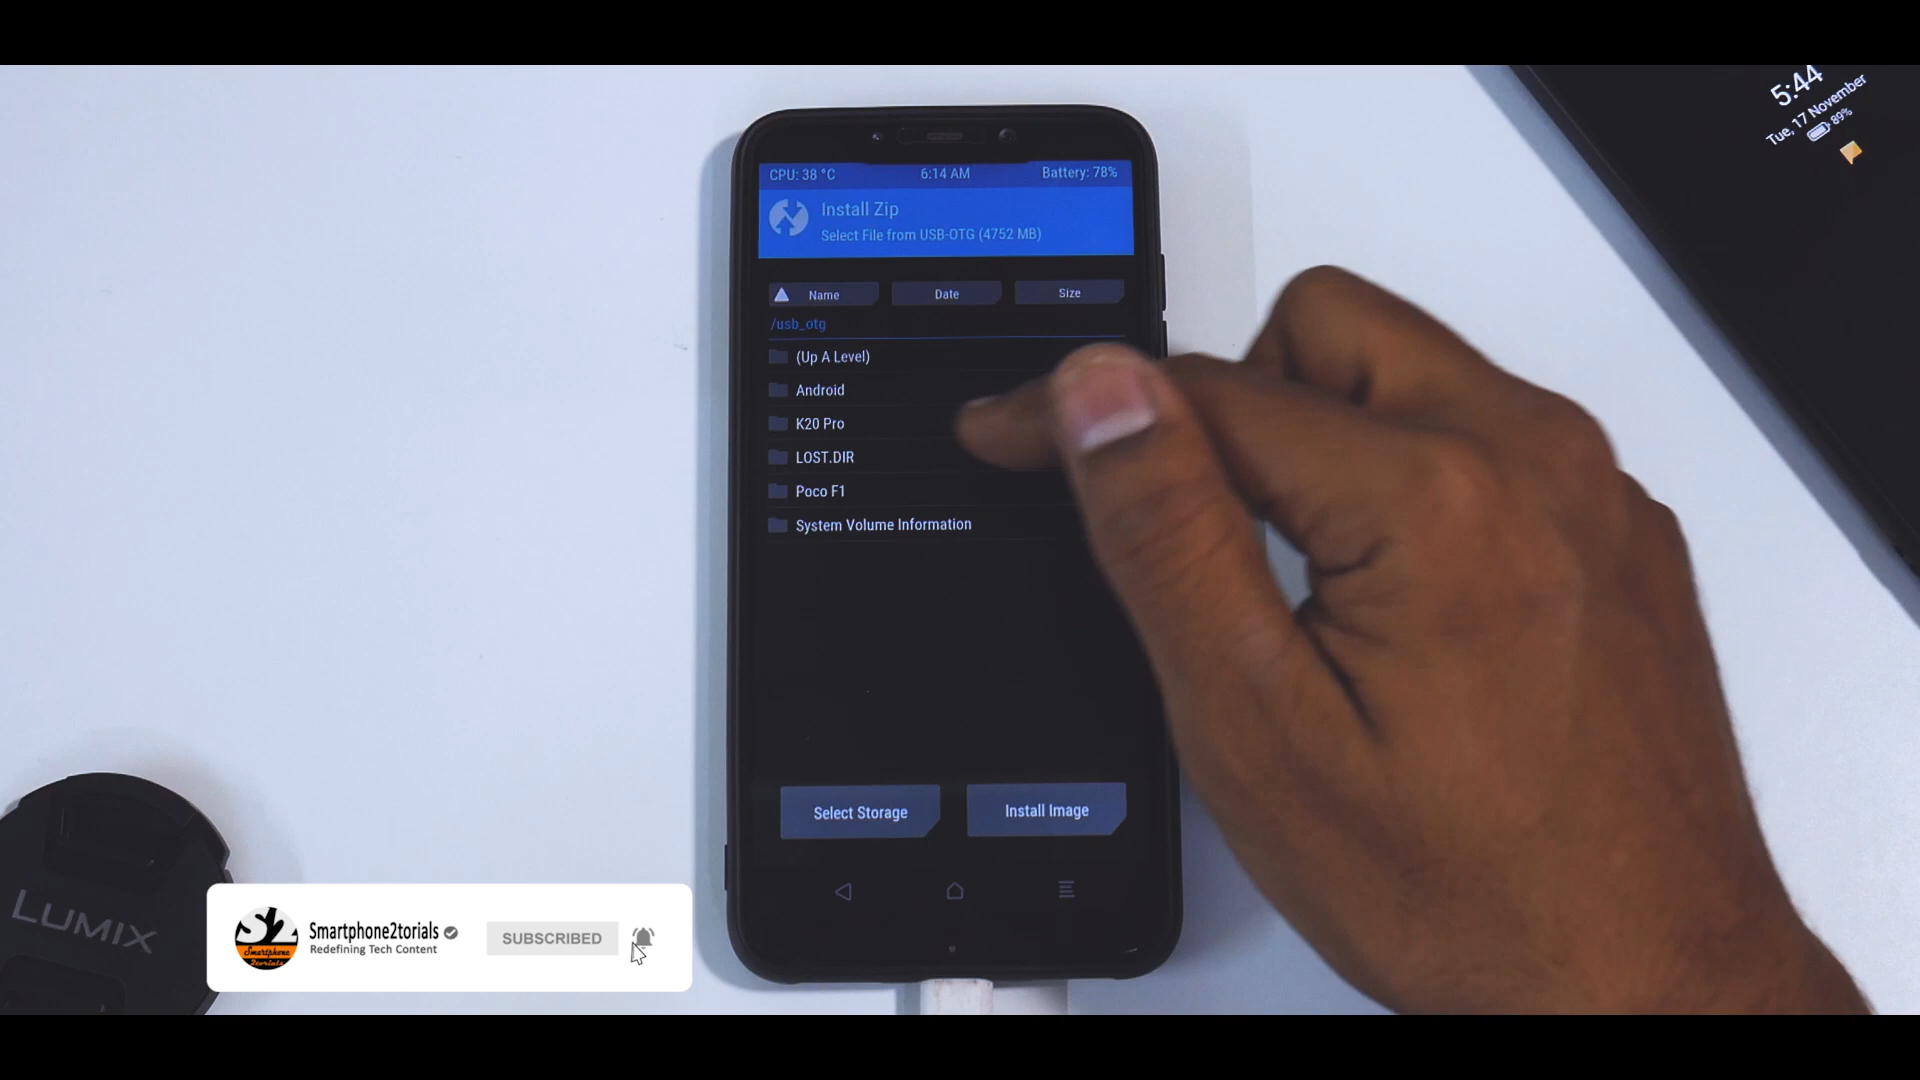 5:44
Tue, 17 November
89%
CPU: 38 °C
6:14 AM
Battery: 78%
Install Zip
Select File from USB-OTG (4752 MB)
Name
Date
Size
/usb_otg
(Up A Level)
Android
K20 Pro
LOST.DIR
Poco F1
System Volume Information
Select Storage
Install Image
LUMIX
Smartphone2torials
Redefining Tech Content
SUBSCRIBED
Smartphone
2torials